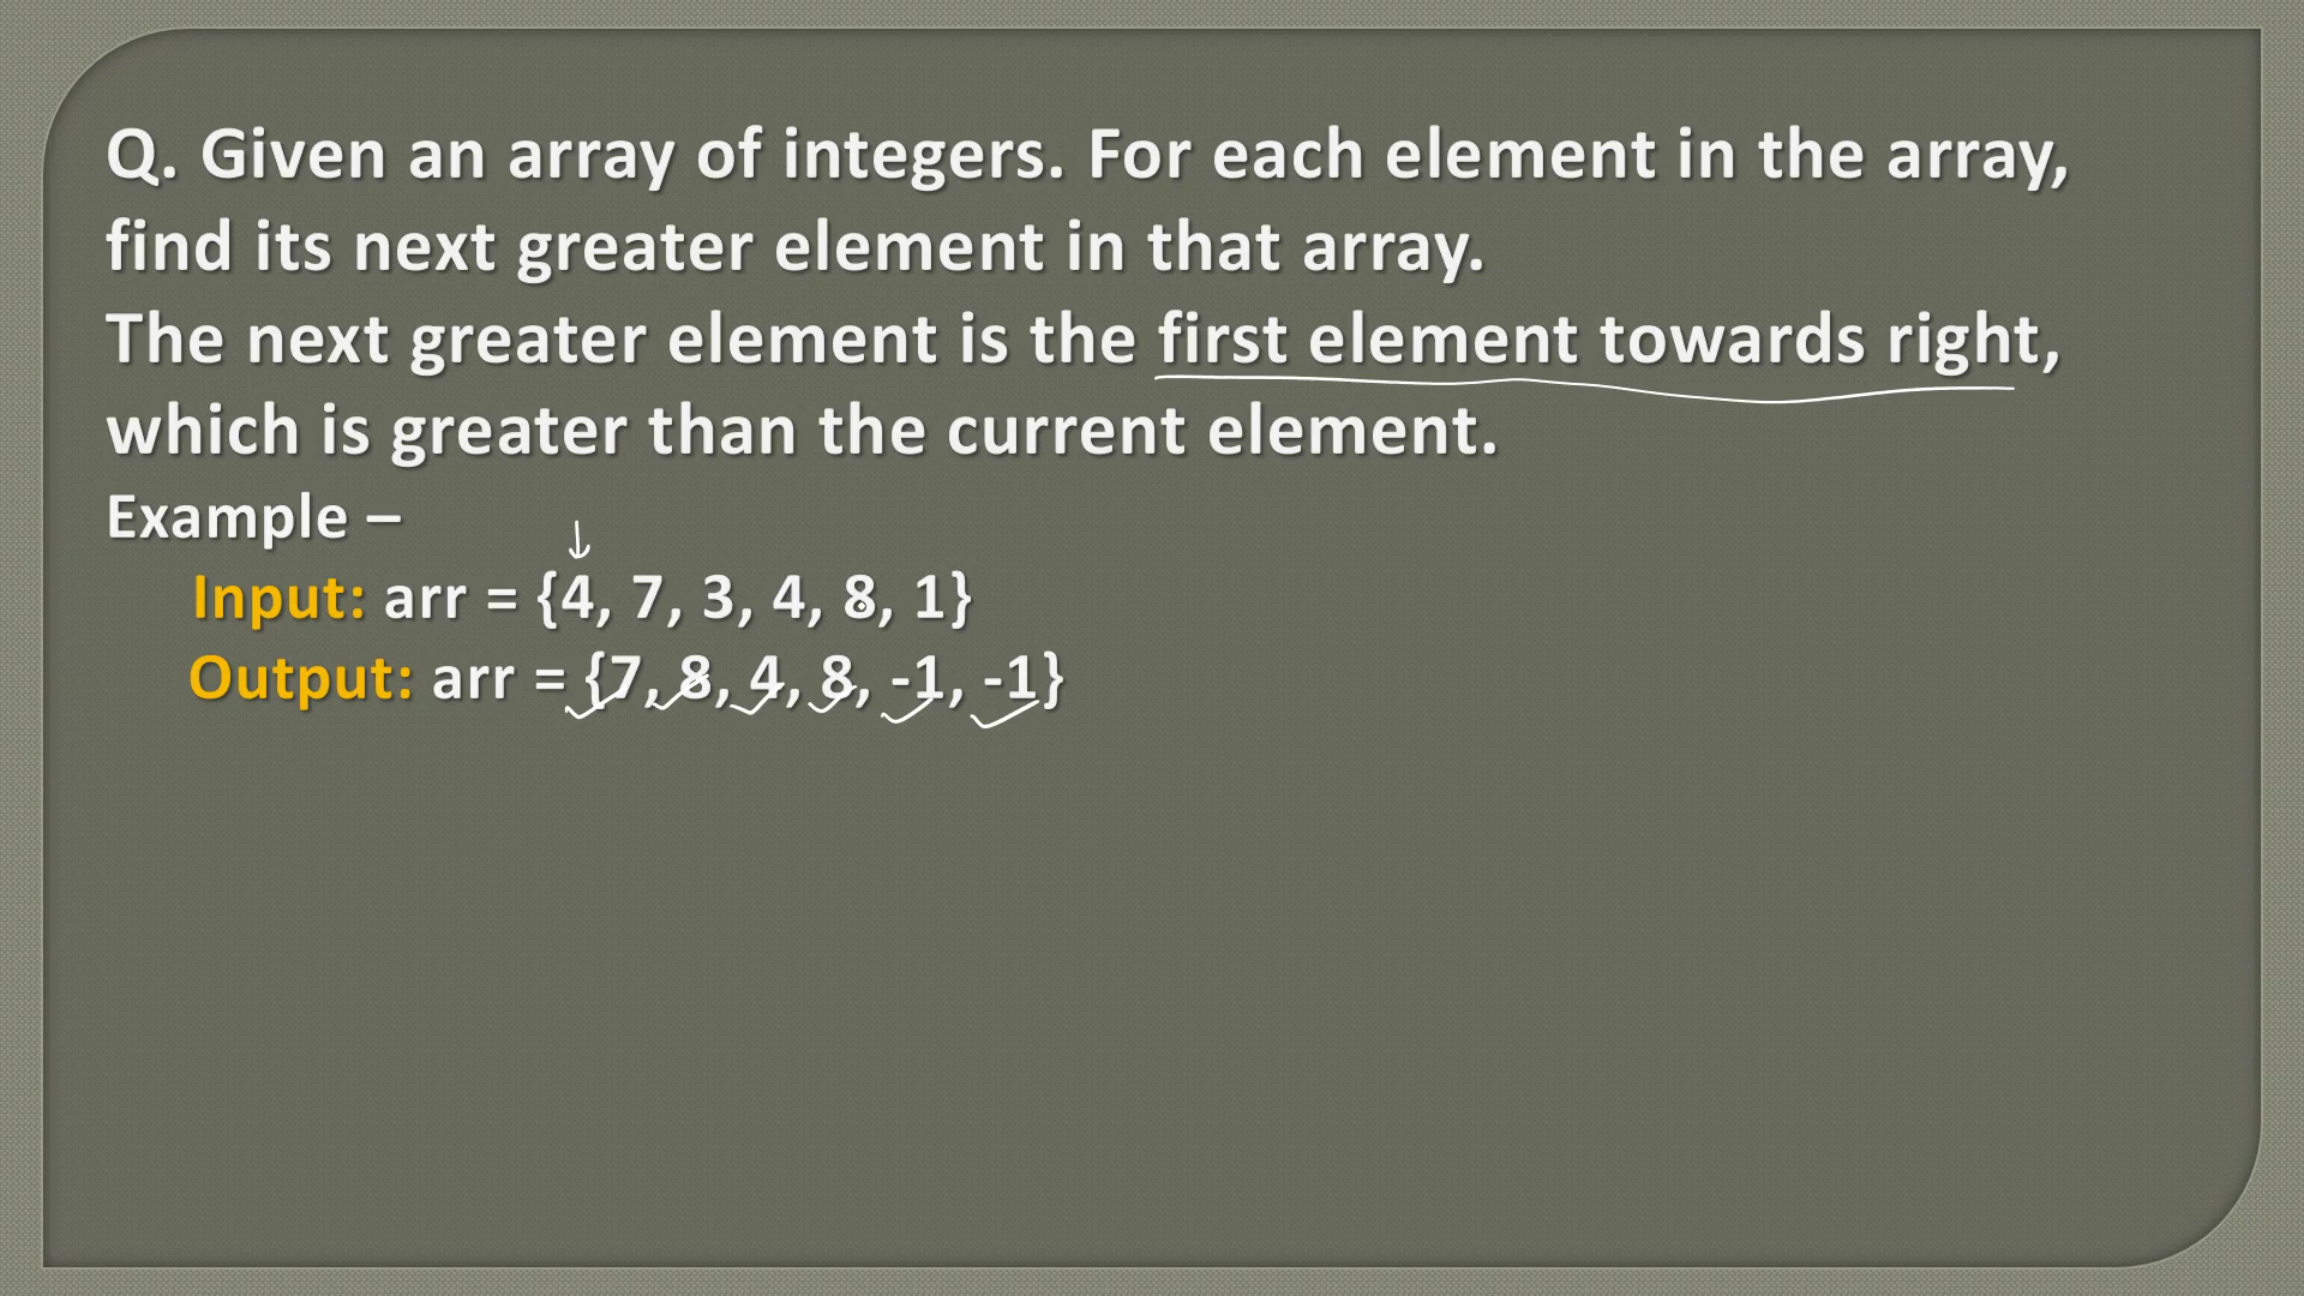 Q. Given an array of integers. For each element in the array,
find its next greater element in that array.
The next greater element is the first element towards right,
which is greater than the current element.
Example –
Input: arr = {4, 7, 3, 4, 8, 1}
Output: arr = {7, 8, 4, 8, -1, -1}